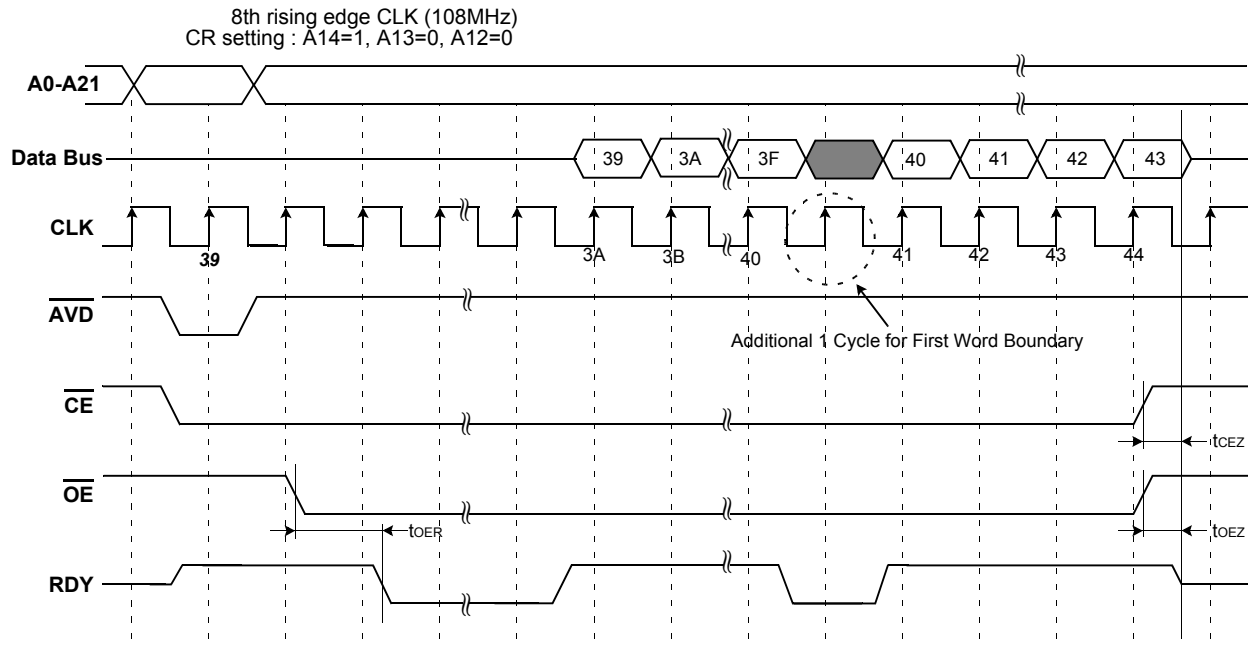 8th rising edge CLK (108MHz)
CR setting : A14=1, A13=0, A12=0
A0-A21
Data Bus
39 3A 3F 40 41 42 43
CLK
39 3A 3B 40 41 42 43 44
AVD
Additional 1 Cycle for First Word Boundary
CE
tCEZ
OE
tOER
tOEZ
RDY